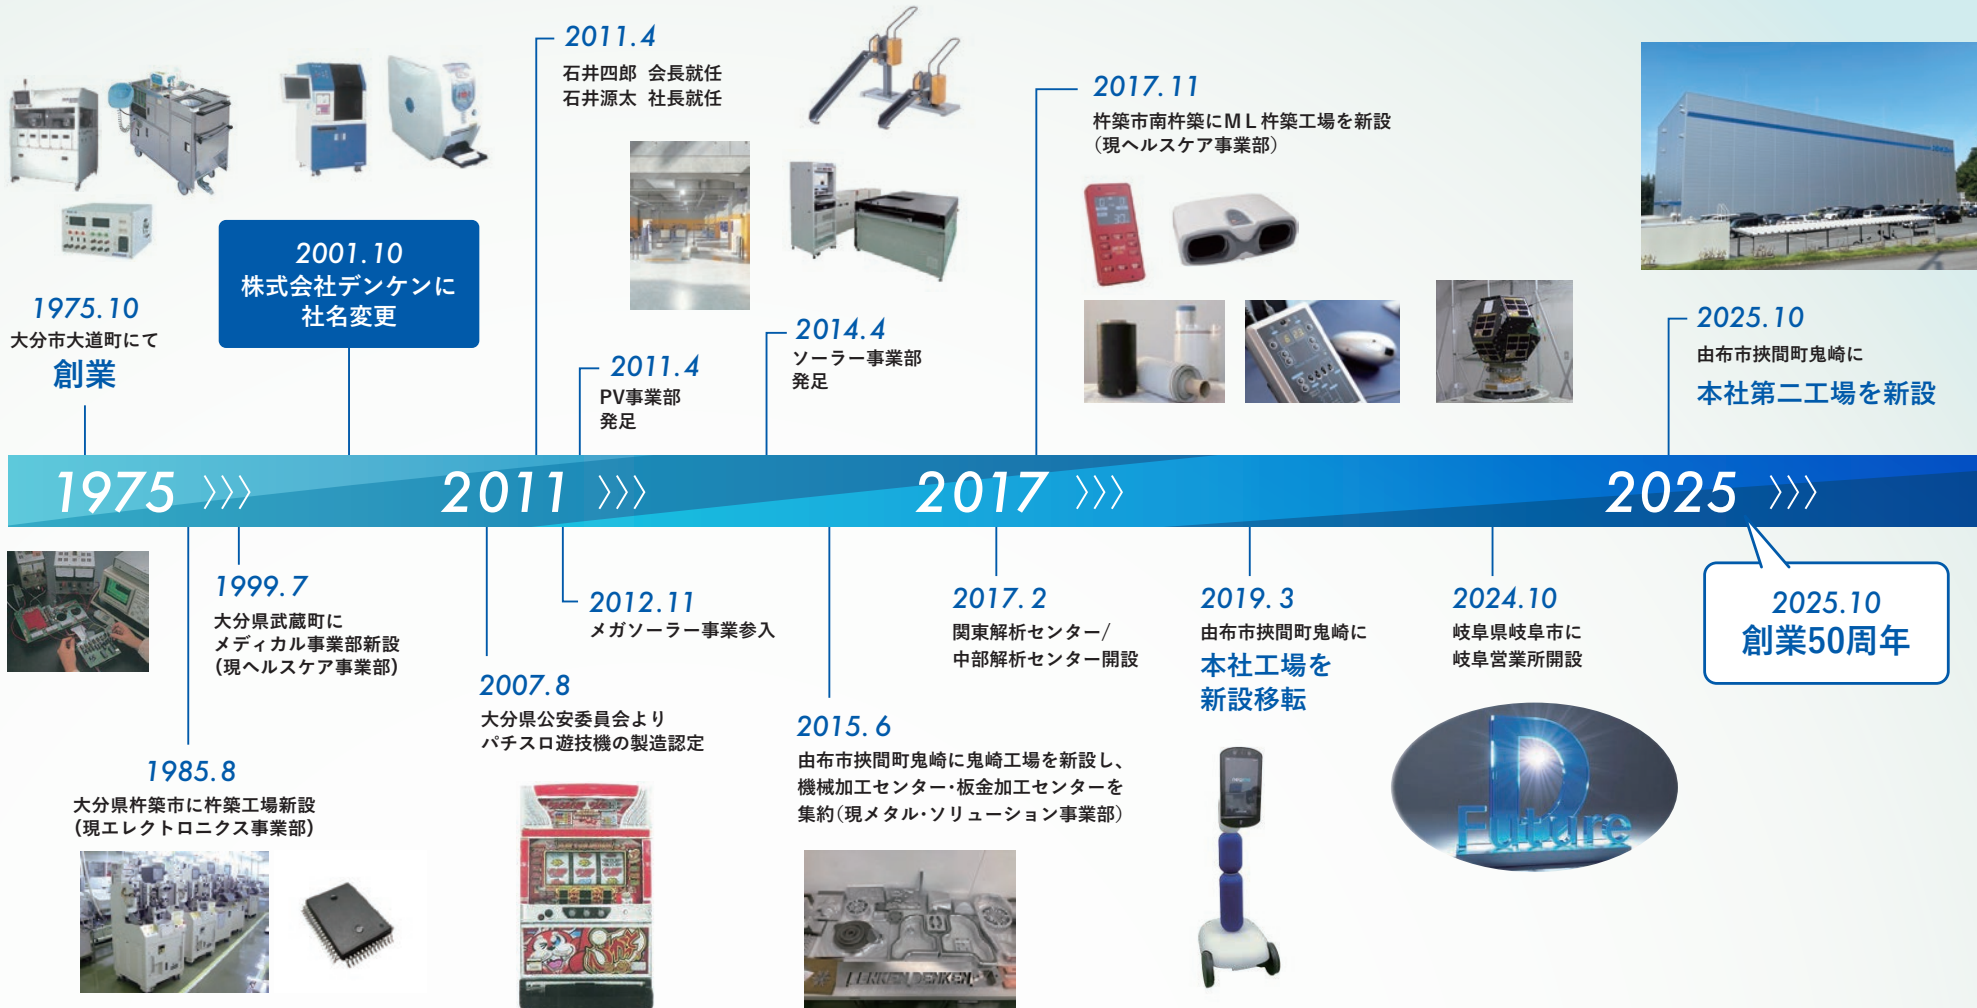 1975.10
大分市大道町にて
創業
2001.10
株式会社デンケンに
社名変更
2011.4
石井四郎 会長就任
石井源太 社長就任
2011.4
PV事業部
発足
2014.4
ソーラー事業部
発足
2017.11
杵築市南杵築にML杵築工場を新設
（現ヘルスケア事業部）
2025.10
由布市挾間町鬼崎に
本社第二工場を新設
1975 〉〉〉
2011 〉〉〉
2017 〉〉〉
2025 〉〉〉
1985.8
大分県杵築市に杵築工場新設
（現エレクトロニクス事業部）
1999.7
大分県武蔵町に
メディカル事業部新設
（現ヘルスケア事業部）
2007.8
大分県公安委員会より
パチスロ遊技機の製造認定
2012.11
メガソーラー事業参入
2015.6
由布市挾間町鬼崎に鬼崎工場を新設し、
機械加工センター・板金加工センターを
集約（現メタル・ソリューション事業部）
2017.2
関東解析センター/
中部解析センター開設
2019.3
由布市挾間町鬼崎に
本社工場を
新設移転
2024.10
岐阜県岐阜市に
岐阜営業所開設
2025.10
創業50周年
D
Future